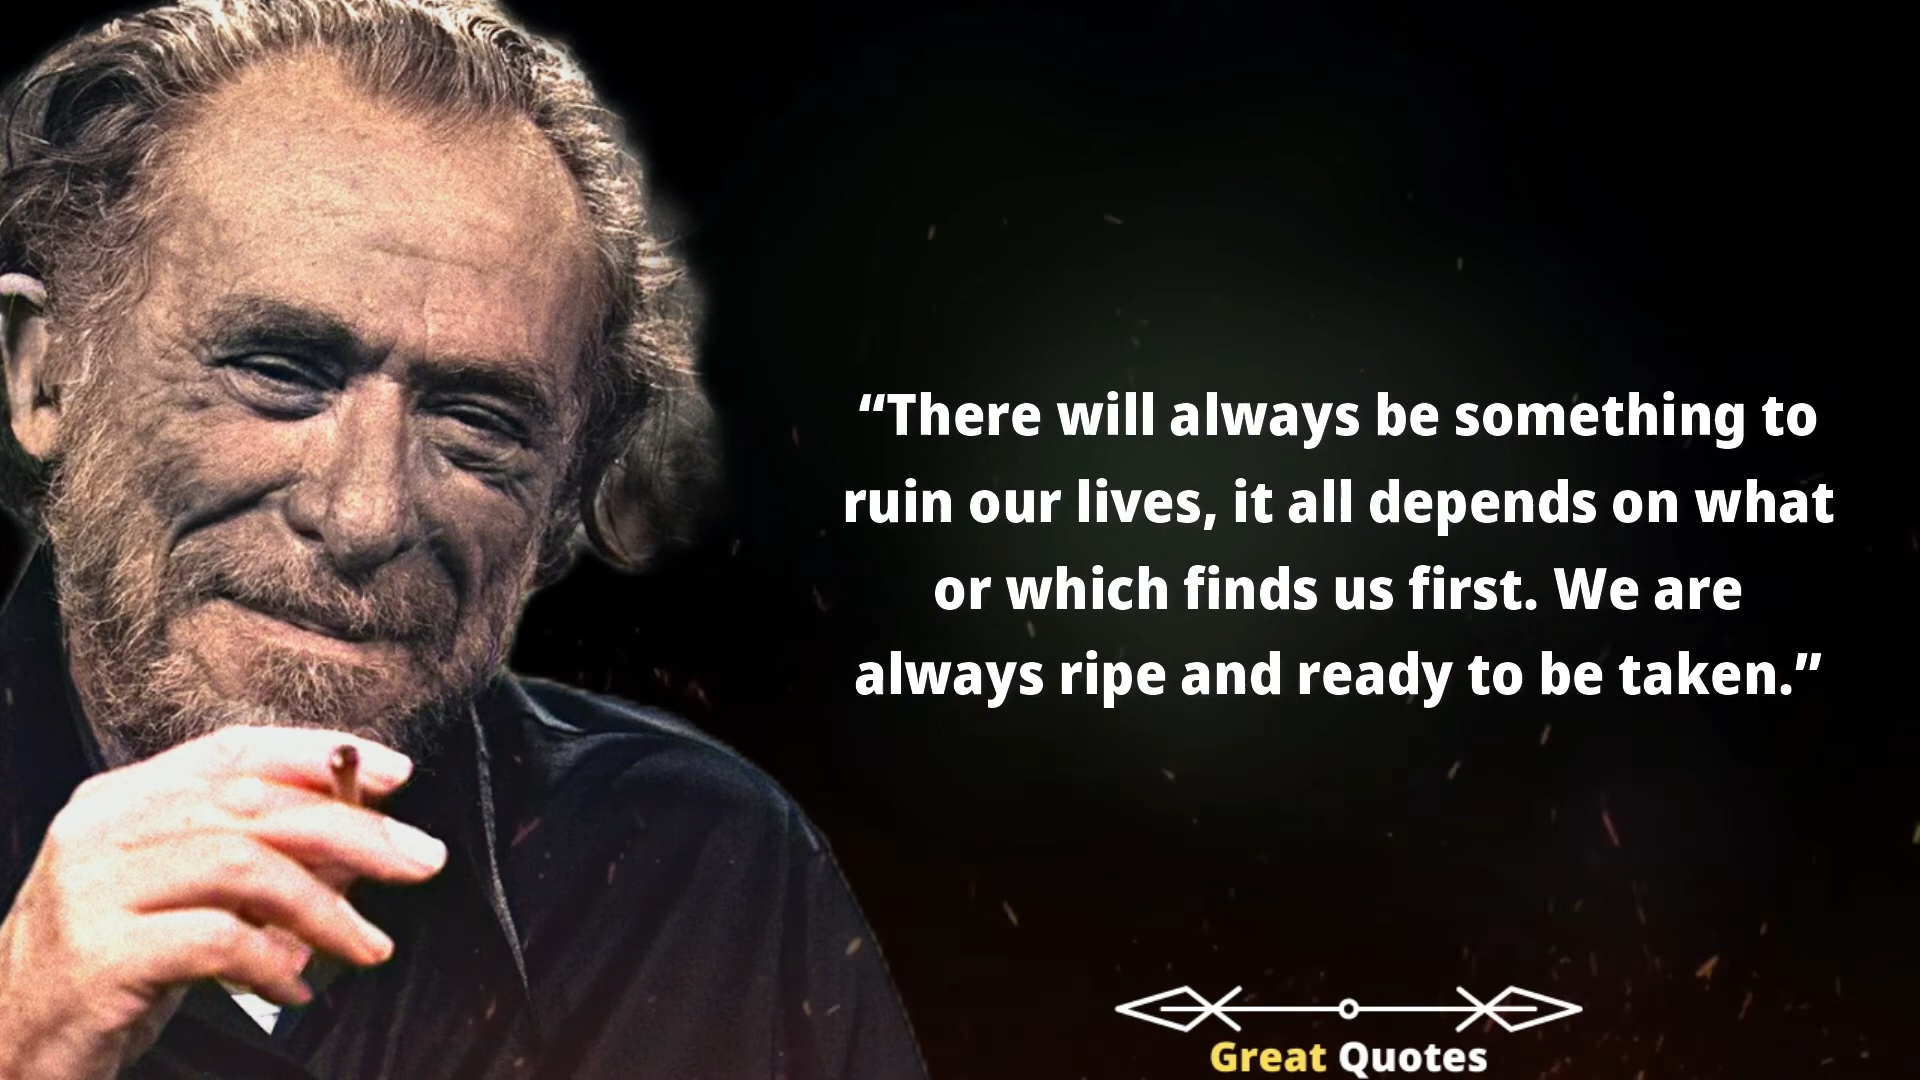 “There will always be something to
ruin our lives, it all depends on what
or which finds us first. We are
always ripe and ready to be taken.”
Great Quotes